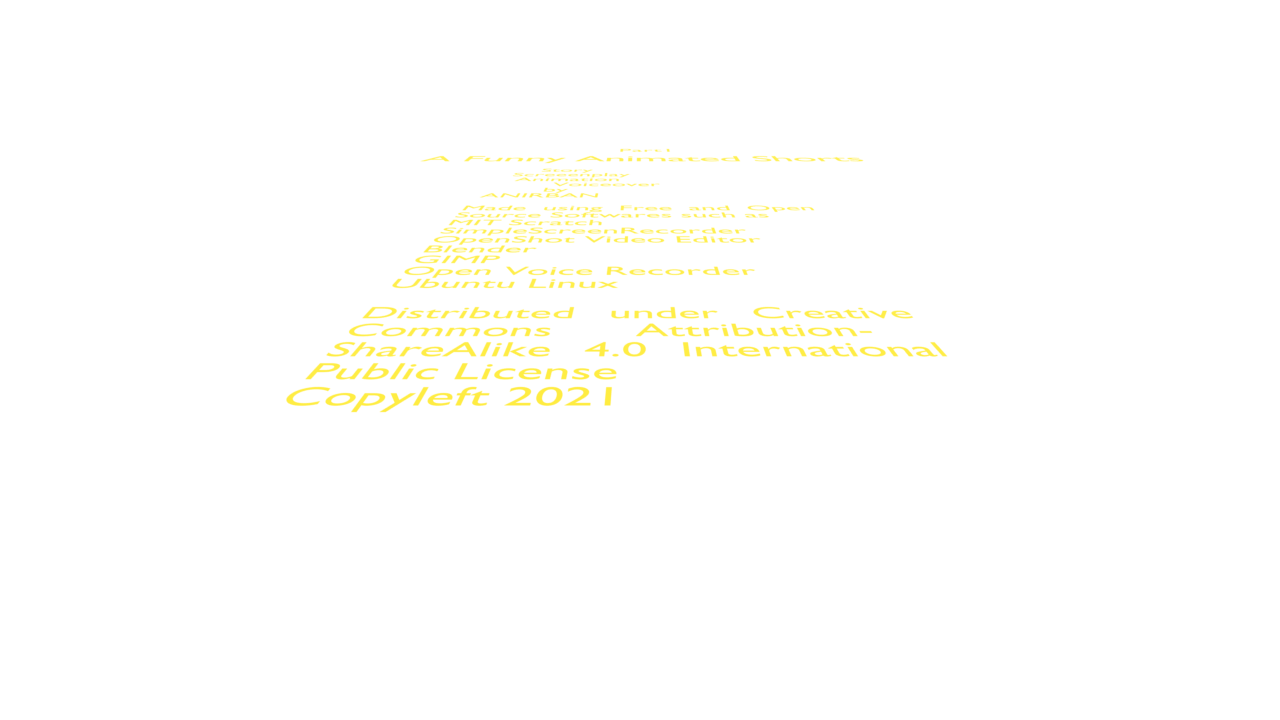 Part I
A Funny Animated Shorts
Story
Screenplay
Animation
Voiceover
by
ANIRBAN
Made using Free and Open
Source Softwares such as
MIT Scratch
SimpleScreenRecorder
OpenShot Video Editor
Blender
GIMP
Open Voice Recorder
Ubuntu Linux
Distributed under Creative
Commons Attribution-
ShareAlike 4.0 International
Public License
Copyleft 2021